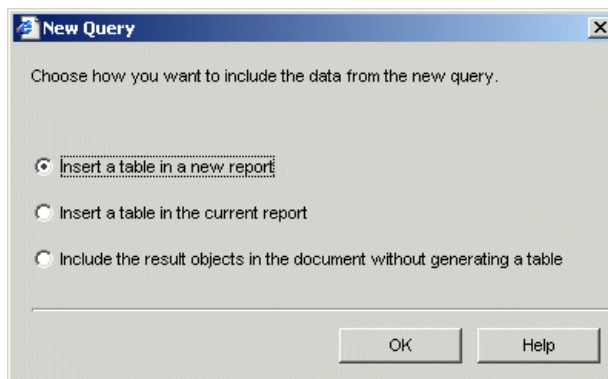 New Query
Choose how you want to include the data from the new query.
Insert a table in a new report
Insert a table in the current report
Include the result objects in the document without generating a table
OK
Help